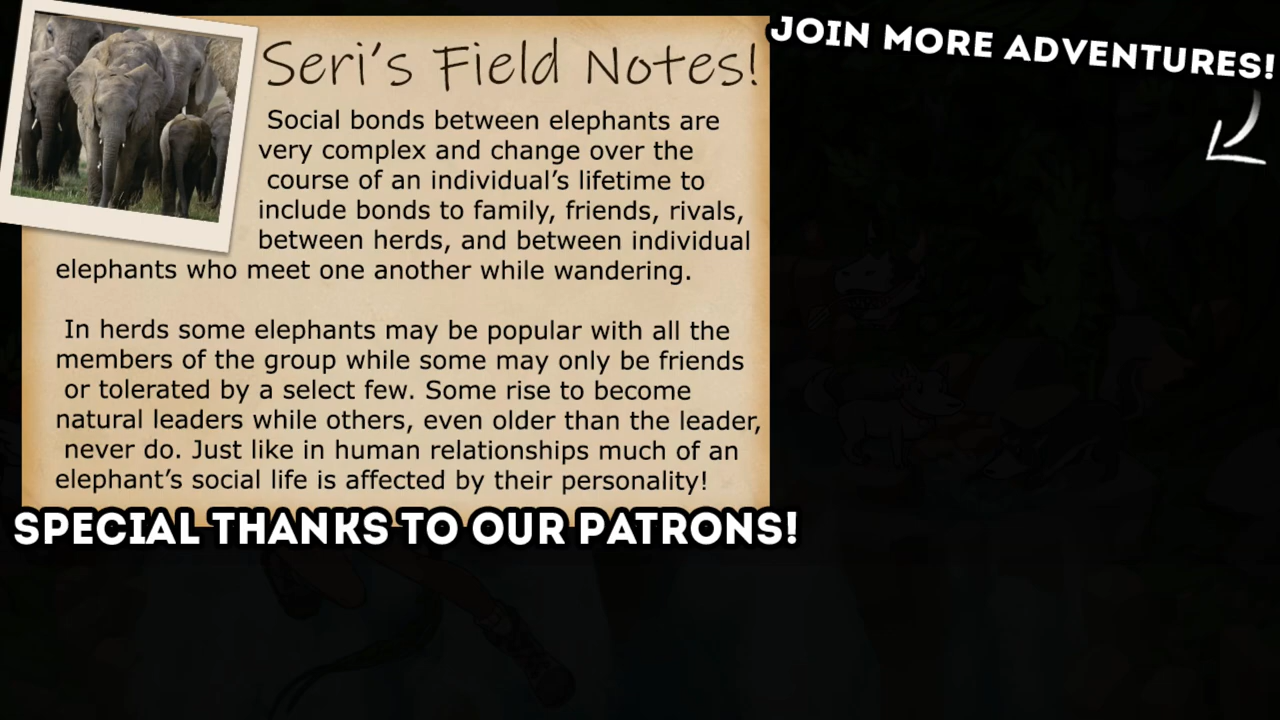 Seri's Field Notes!
Social bonds between elephants are
very complex and change over the
course of an individual's lifetime to
include bonds to family, friends, rivals,
between herds, and between individual
elephants who meet one another while wandering.
In herds some elephants may be popular with all the
members of the group while some may only be friends
or tolerated by a select few. Some rise to become
natural leaders while others, even older than the leader,
never do. Just like in human relationships much of an
elephant's social life is affected by their personality!
JOIN MORE ADVENTURES!
SPECIAL THANKS TO OUR PATRONS!